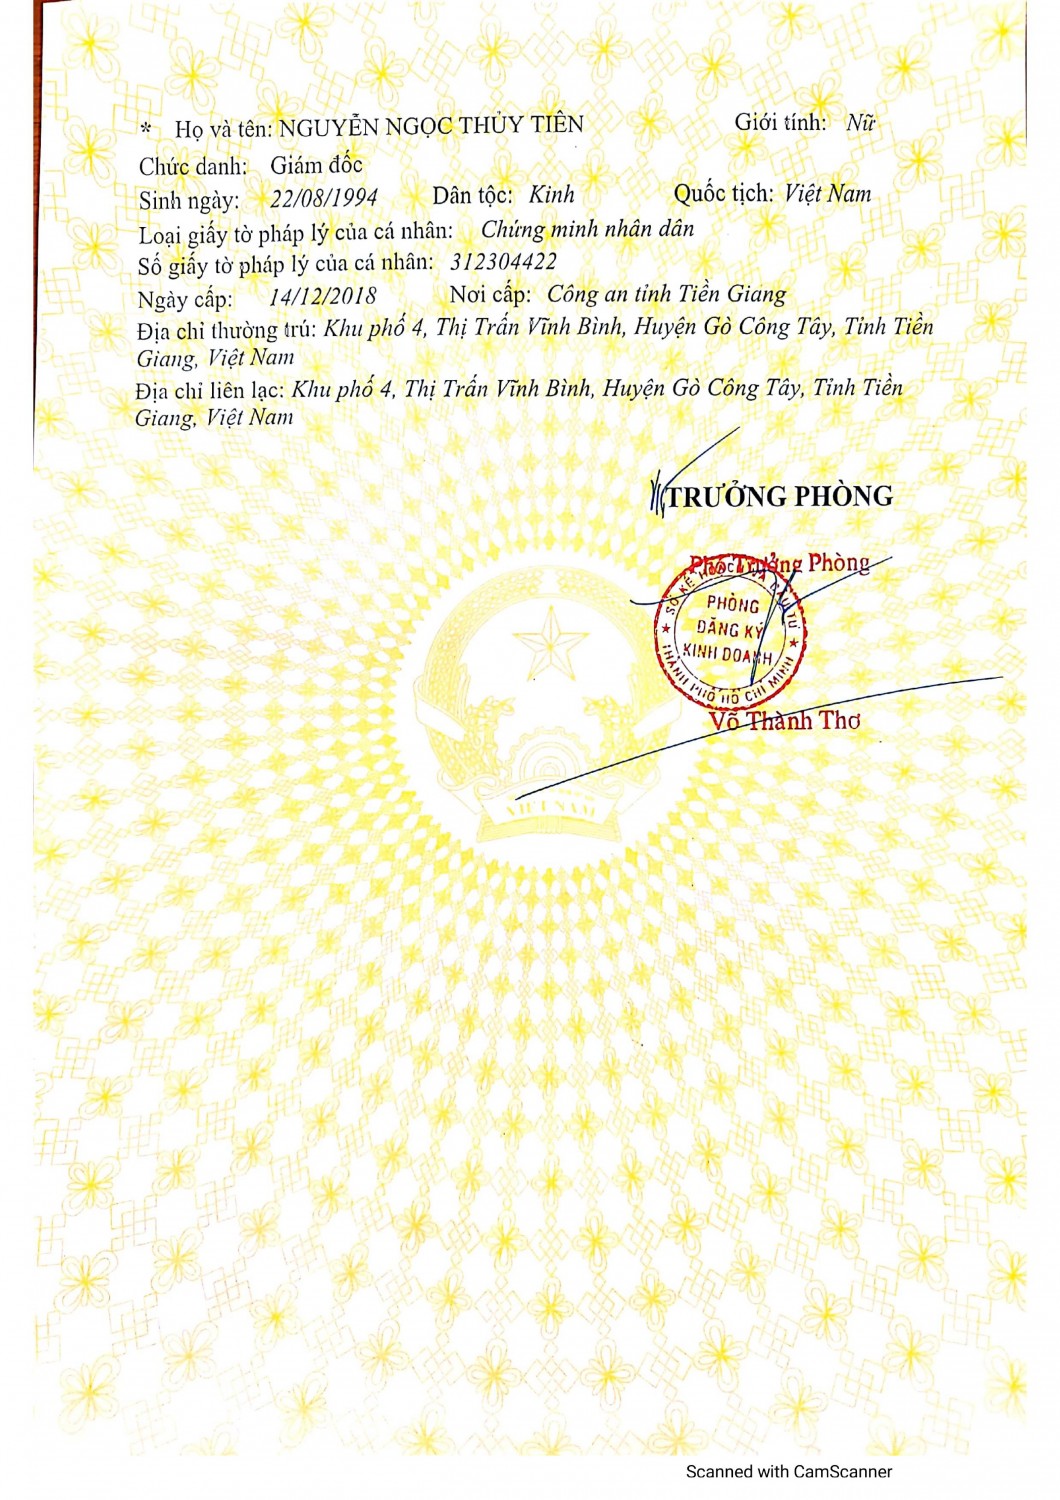 * Họ và tên: NGUYỄN NGỌC THỦY TIÊN Giới tính: Nữ
Chức danh: Giám đốc
Sinh ngày: 22/08/1994 Dân tộc: Kinh Quốc tịch: Việt Nam
Loại giấy tờ pháp lý của cá nhân: Chứng minh nhân dân
Số giấy tờ pháp lý của cá nhân: 312304422
Ngày cấp: 14/12/2018 Nơi cấp: Công an tỉnh Tiền Giang
Địa chỉ thường trú: Khu phố 4, Thị Trấn Vĩnh Bình, Huyện Gò Công Tây, Tỉnh Tiền
Giang, Việt Nam
Địa chỉ liên lạc: Khu phố 4, Thị Trấn Vĩnh Bình, Huyện Gò Công Tây, Tỉnh Tiền
Giang, Việt Nam
TRƯỞNG PHÒNG
Phó Trưởng Phòng
SỞ KẾ HOẠCH VÀ ĐẦU TƯ
PHÒNG
ĐĂNG KÝ
KINH DOANH
THÀNH PHỐ HỒ CHÍ MINH
Võ Thành Thơ
VIỆT NAM
Scanned with CamScanner